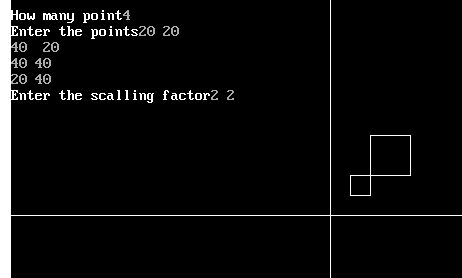 How many point4
Enter the points20 20
40  20
40 40
20 40
Enter the scalling factor2 2